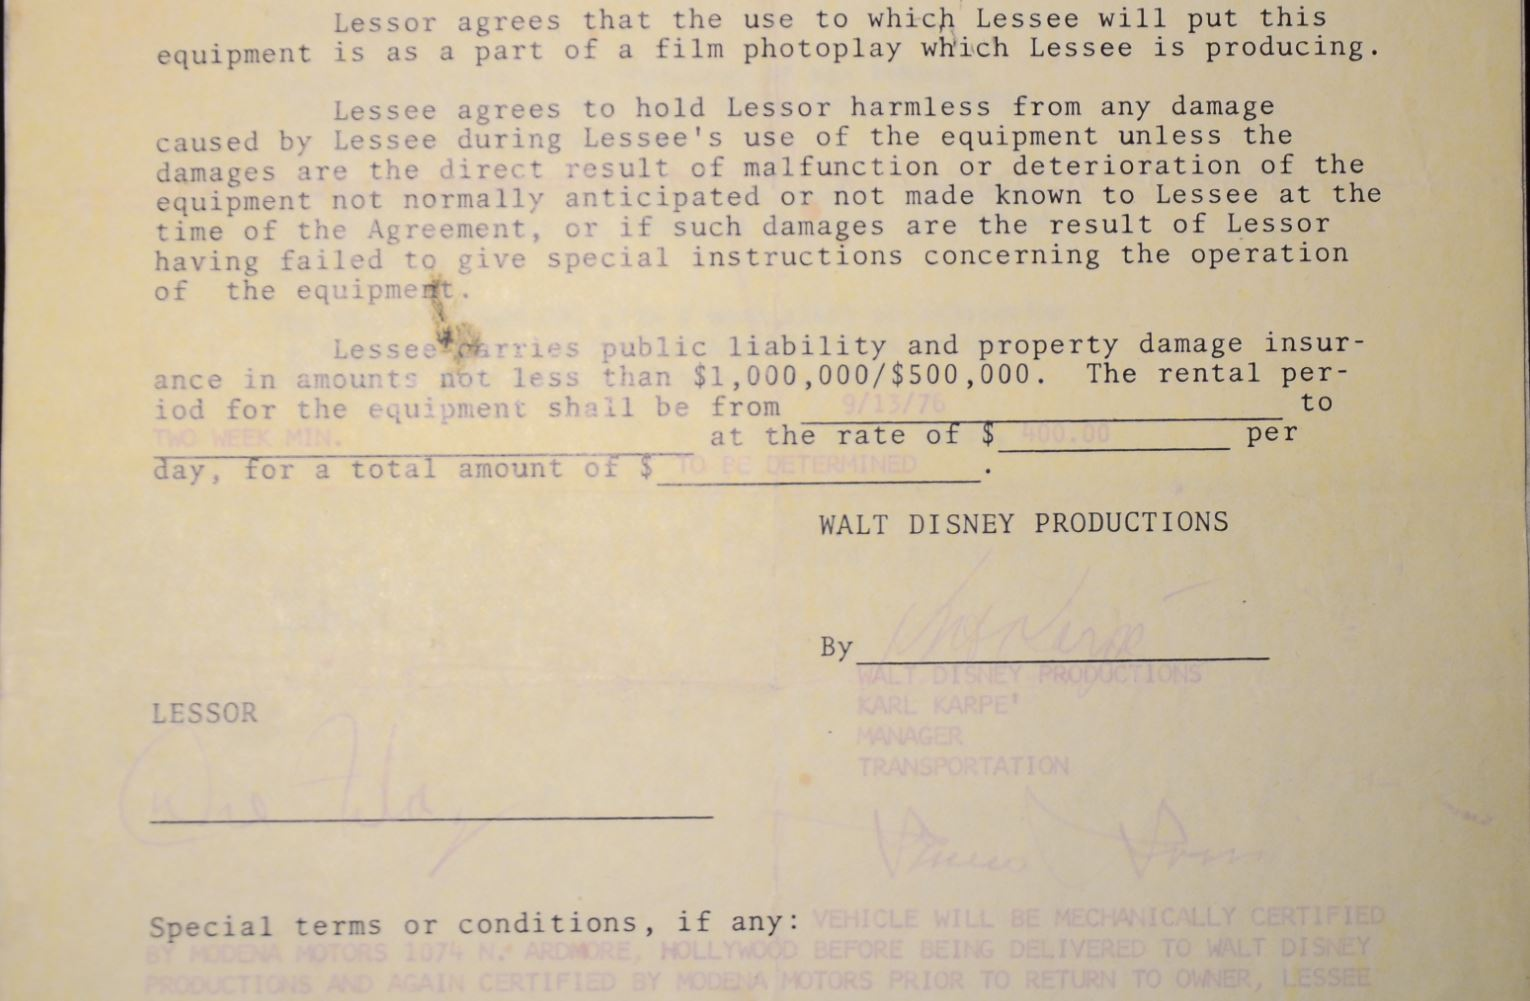 Lessor agrees that the use to which Lessee will put this
equipment is as a part of a film photoplay which Lessee is producing.
Lessee agrees to hold Lessor harmless from any damage
caused by Lessee during Lessee's use of the equipment unless the
damages are the direct result of malfunction or deterioration of the
equipment not normally anticipated or not made known to Lessee at the
time of the Agreement, or if such damages are the result of Lessor
having failed to give special instructions concerning the operation
of the equipment.
Lessee carries public liability and property damage insur-
ance in amounts not less than $1,000,000/$500,000. The rental per-
iod for the equipment shall be from 9/13/76 to
TWO WEEK MIN. at the rate of $ 400.00 per
day, for a total amount of $ TO BE DETERMINED .
WALT DISNEY PRODUCTIONS
By
WALT DISNEY PRODUCTIONS
KARL KARPE'
MANAGER
TRANSPORTATION
LESSOR
Special terms or conditions, if any: VEHICLE WILL BE MECHANICALLY CERTIFIED
BY MODENA MOTORS 1074 N. ARDMORE, HOLLYWOOD BEFORE BEING DELIVERED TO WALT DISNEY
PRODUCTIONS AND AGAIN CERTIFIED BY MODENA MOTORS PRIOR TO RETURN TO OWNER, LESSEE